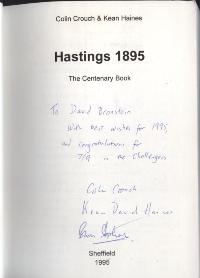 Colin Crouch & Kean Haines
Hastings 1895
The Centenary Book
To David Bronstein
With best wishes for 1995,
and congratulations for
7/9 in the Challengers
Colin Crouch
Kean David Haines
Sheffield
1995